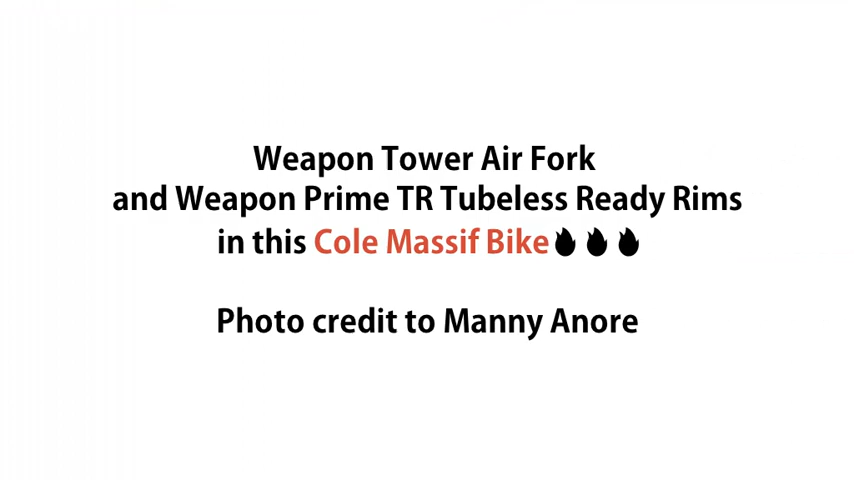 Weapon Tower Air Fork
and Weapon Prime TR Tubeless Ready Rims
in this Cole Massif Bike🔥🔥🔥
Photo credit to Manny Anore